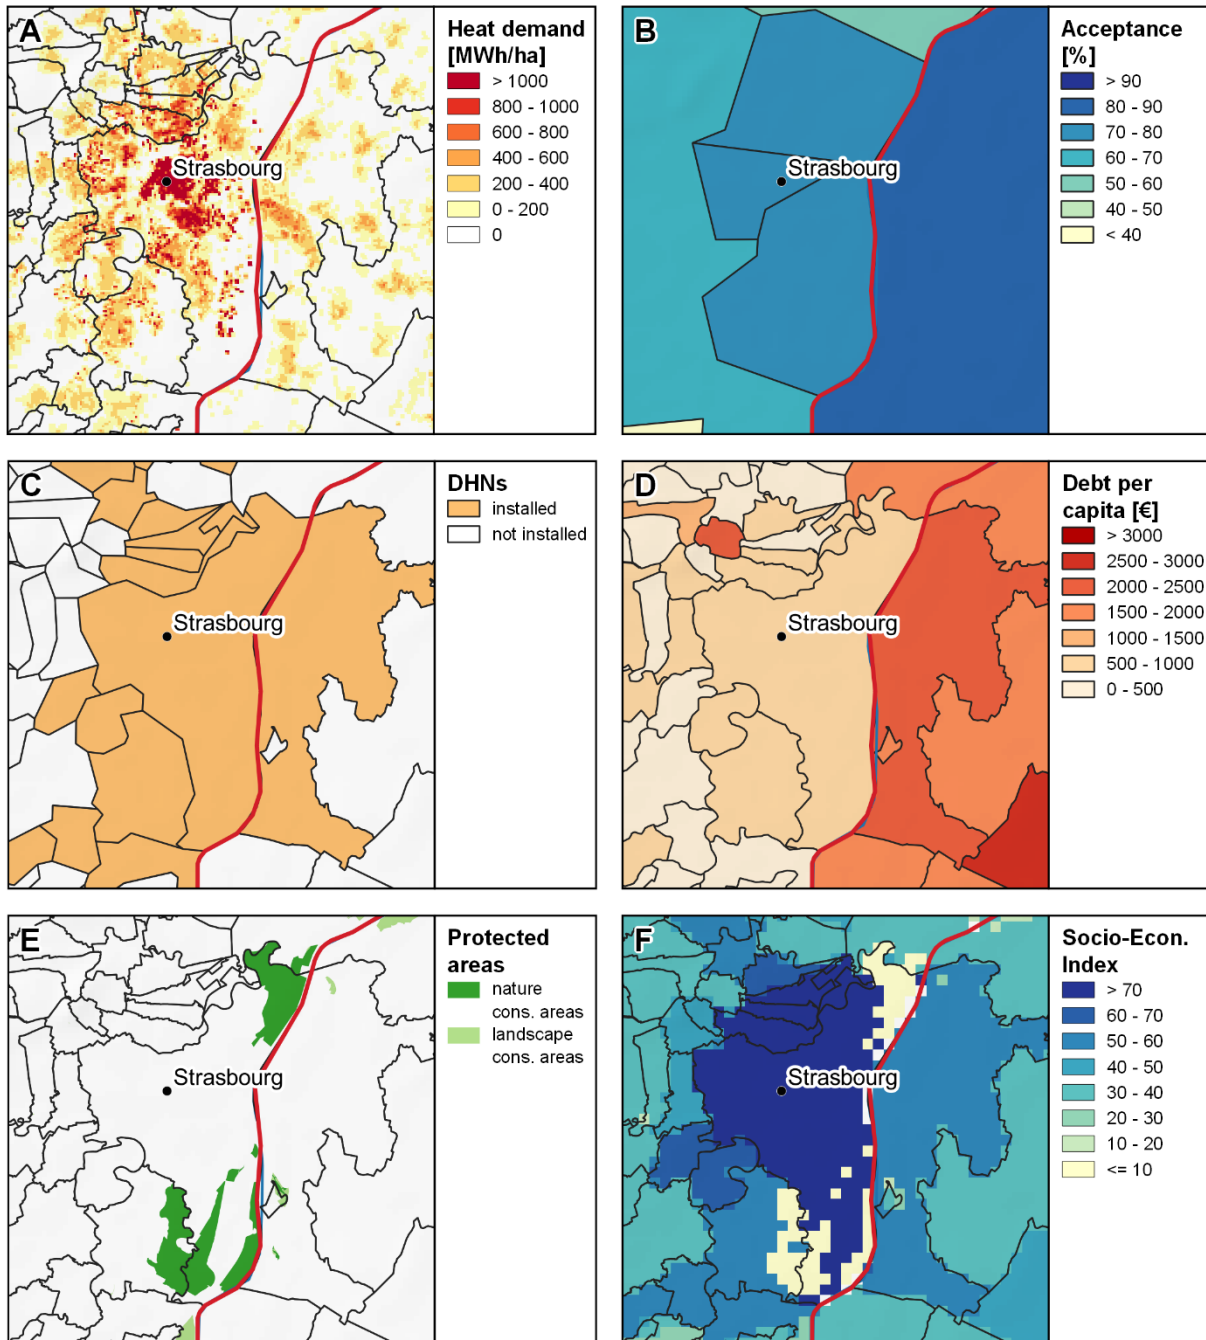 A
Heat demand
[MWh/ha]
> 1000
800 - 1000
600 - 800
400 - 600
200 - 400
0 - 200
0
Strasbourg
B
Acceptance
[%]
> 90
80 - 90
70 - 80
60 - 70
50 - 60
40 - 50
< 40
Strasbourg
C
DHNs
installed
not installed
Strasbourg
D
Debt per
capita [€]
> 3000
2500 - 3000
2000 - 2500
1500 - 2000
1000 - 1500
500 - 1000
0 - 500
Strasbourg
E
Protected
areas
nature
cons. areas
landscape
cons. areas
Strasbourg
F
Socio-Econ.
Index
> 70
60 - 70
50 - 60
40 - 50
30 - 40
20 - 30
10 - 20
<= 10
Strasbourg